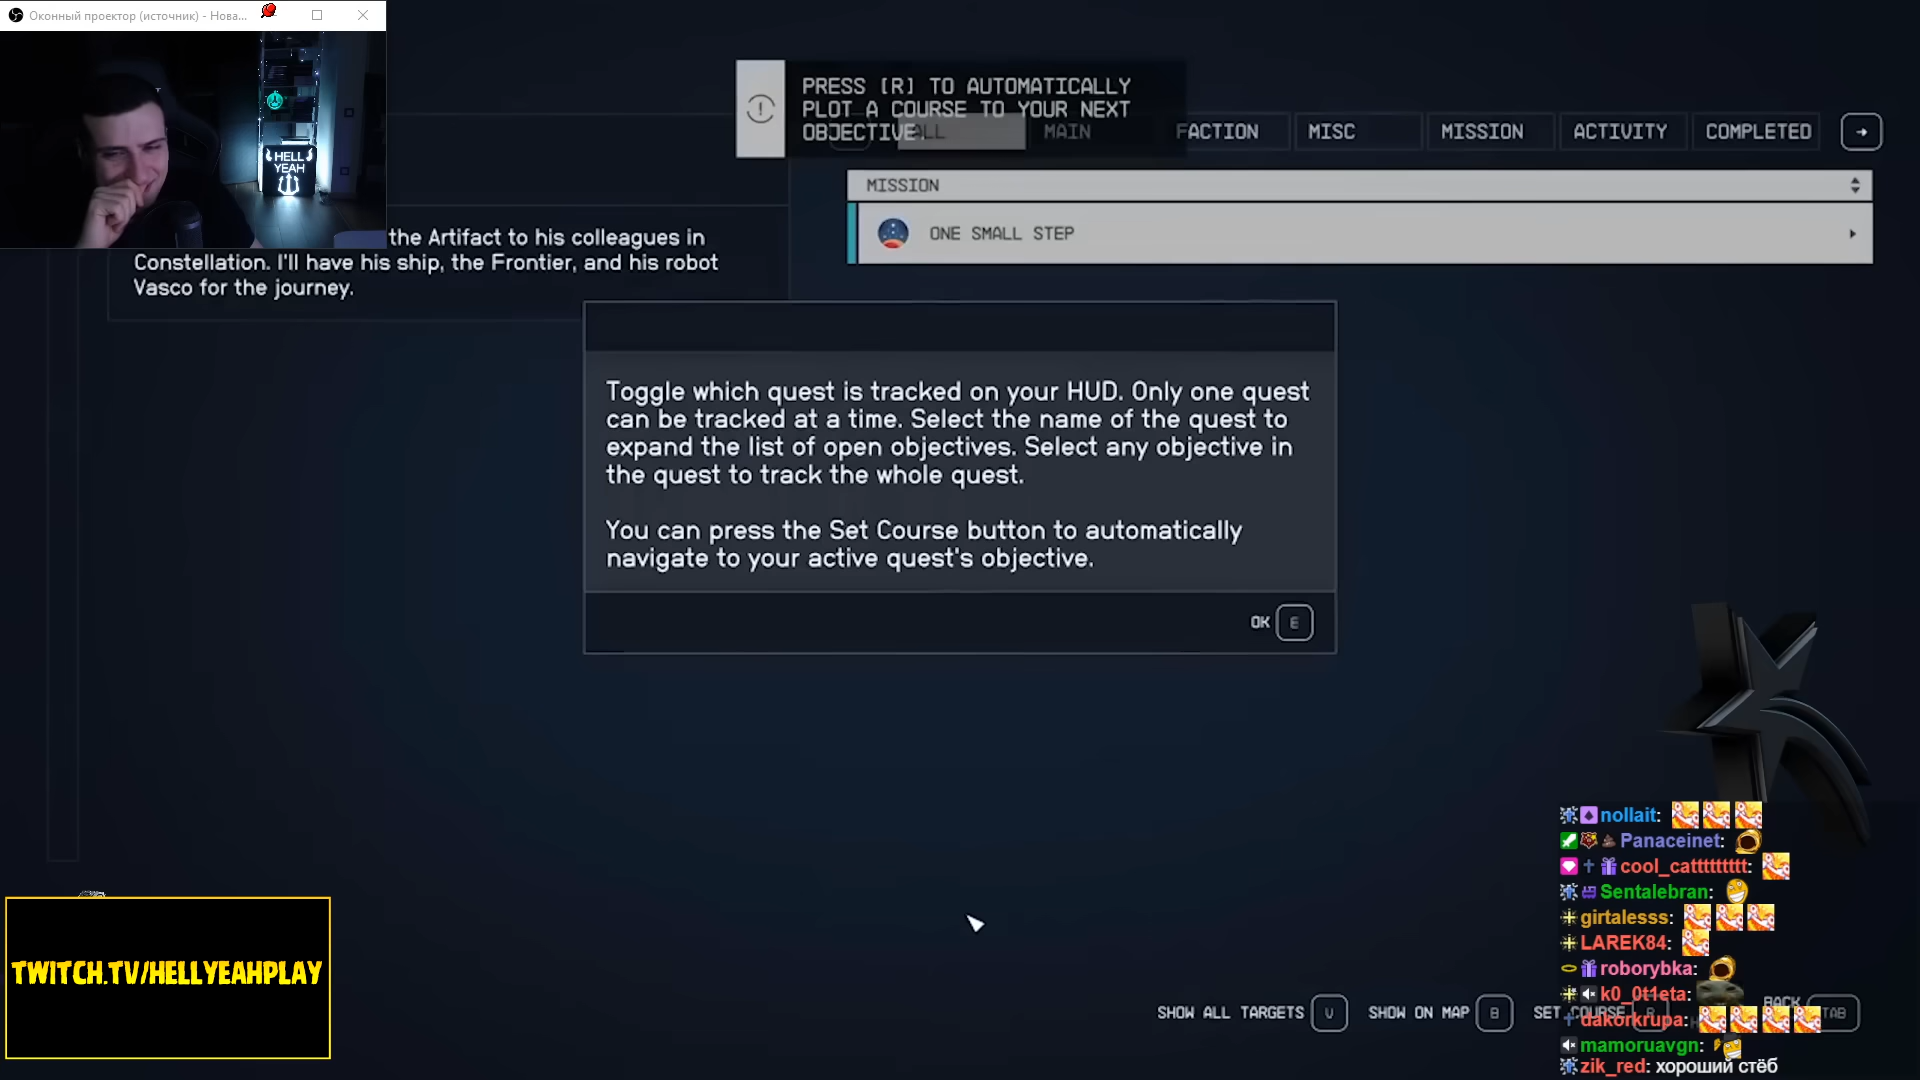 Оконный проектор (источник) - Нова...
HELL
YEAH
PRESS [R] TO AUTOMATICALLY
PLOT A COURSE TO YOUR NEXT
OBJECTIVE.
ALL
MAIN
FACTION
MISC
MISSION
ACTIVITY
COMPLETED
MISSION
ONE SMALL STEP
the Artifact to his colleagues in
Constellation. I'll have his ship, the Frontier, and his robot
Vasco for the journey.
Toggle which quest is tracked on your HUD. Only one quest
can be tracked at a time. Select the name of the quest to
expand the list of open objectives. Select any objective in
the quest to track the whole quest.
You can press the Set Course button to automatically
navigate to your active quest's objective.
OK E
TWITCH.TV/HELLYEAHPLAY
nollait:
Panaceinet:
cool_cattttttttt:
Sentalebran:
girtalesss:
LAREK84:
roborybka:
k0_0t1eta:
dakorkrupa:
mamoruavgn:
zik_red: хороший стёб
SHOW ALL TARGETS V
SHOW ON MAP B
SET COURSE R
BACK TAB